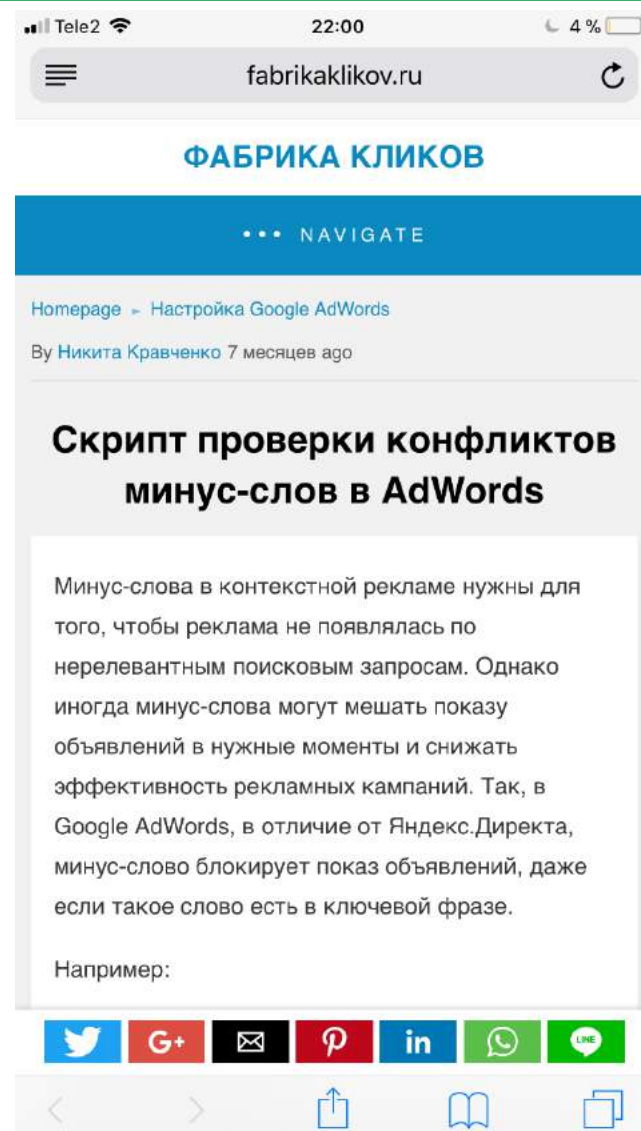 Tele2 22:00 4 %
fabrikaklikov.ru
ФАБРИКА КЛИКОВ
••• NAVIGATE
Homepage ► Настройка Google AdWords
By Никита Кравченко 7 месяцев ago
Скрипт проверки конфликтов
минус-слов в AdWords
Минус-слова в контекстной рекламе нужны для
того, чтобы реклама не появлялась по
нерелевантным поисковым запросам. Однако
иногда минус-слова могут мешать показу
объявлений в нужные моменты и снижать
эффективность рекламных кампаний. Так, в
Google AdWords, в отличие от Яндекс.Директа,
минус-слово блокирует показ объявлений, даже
если такое слово есть в ключевой фразе.
Например:
G+ in LINE